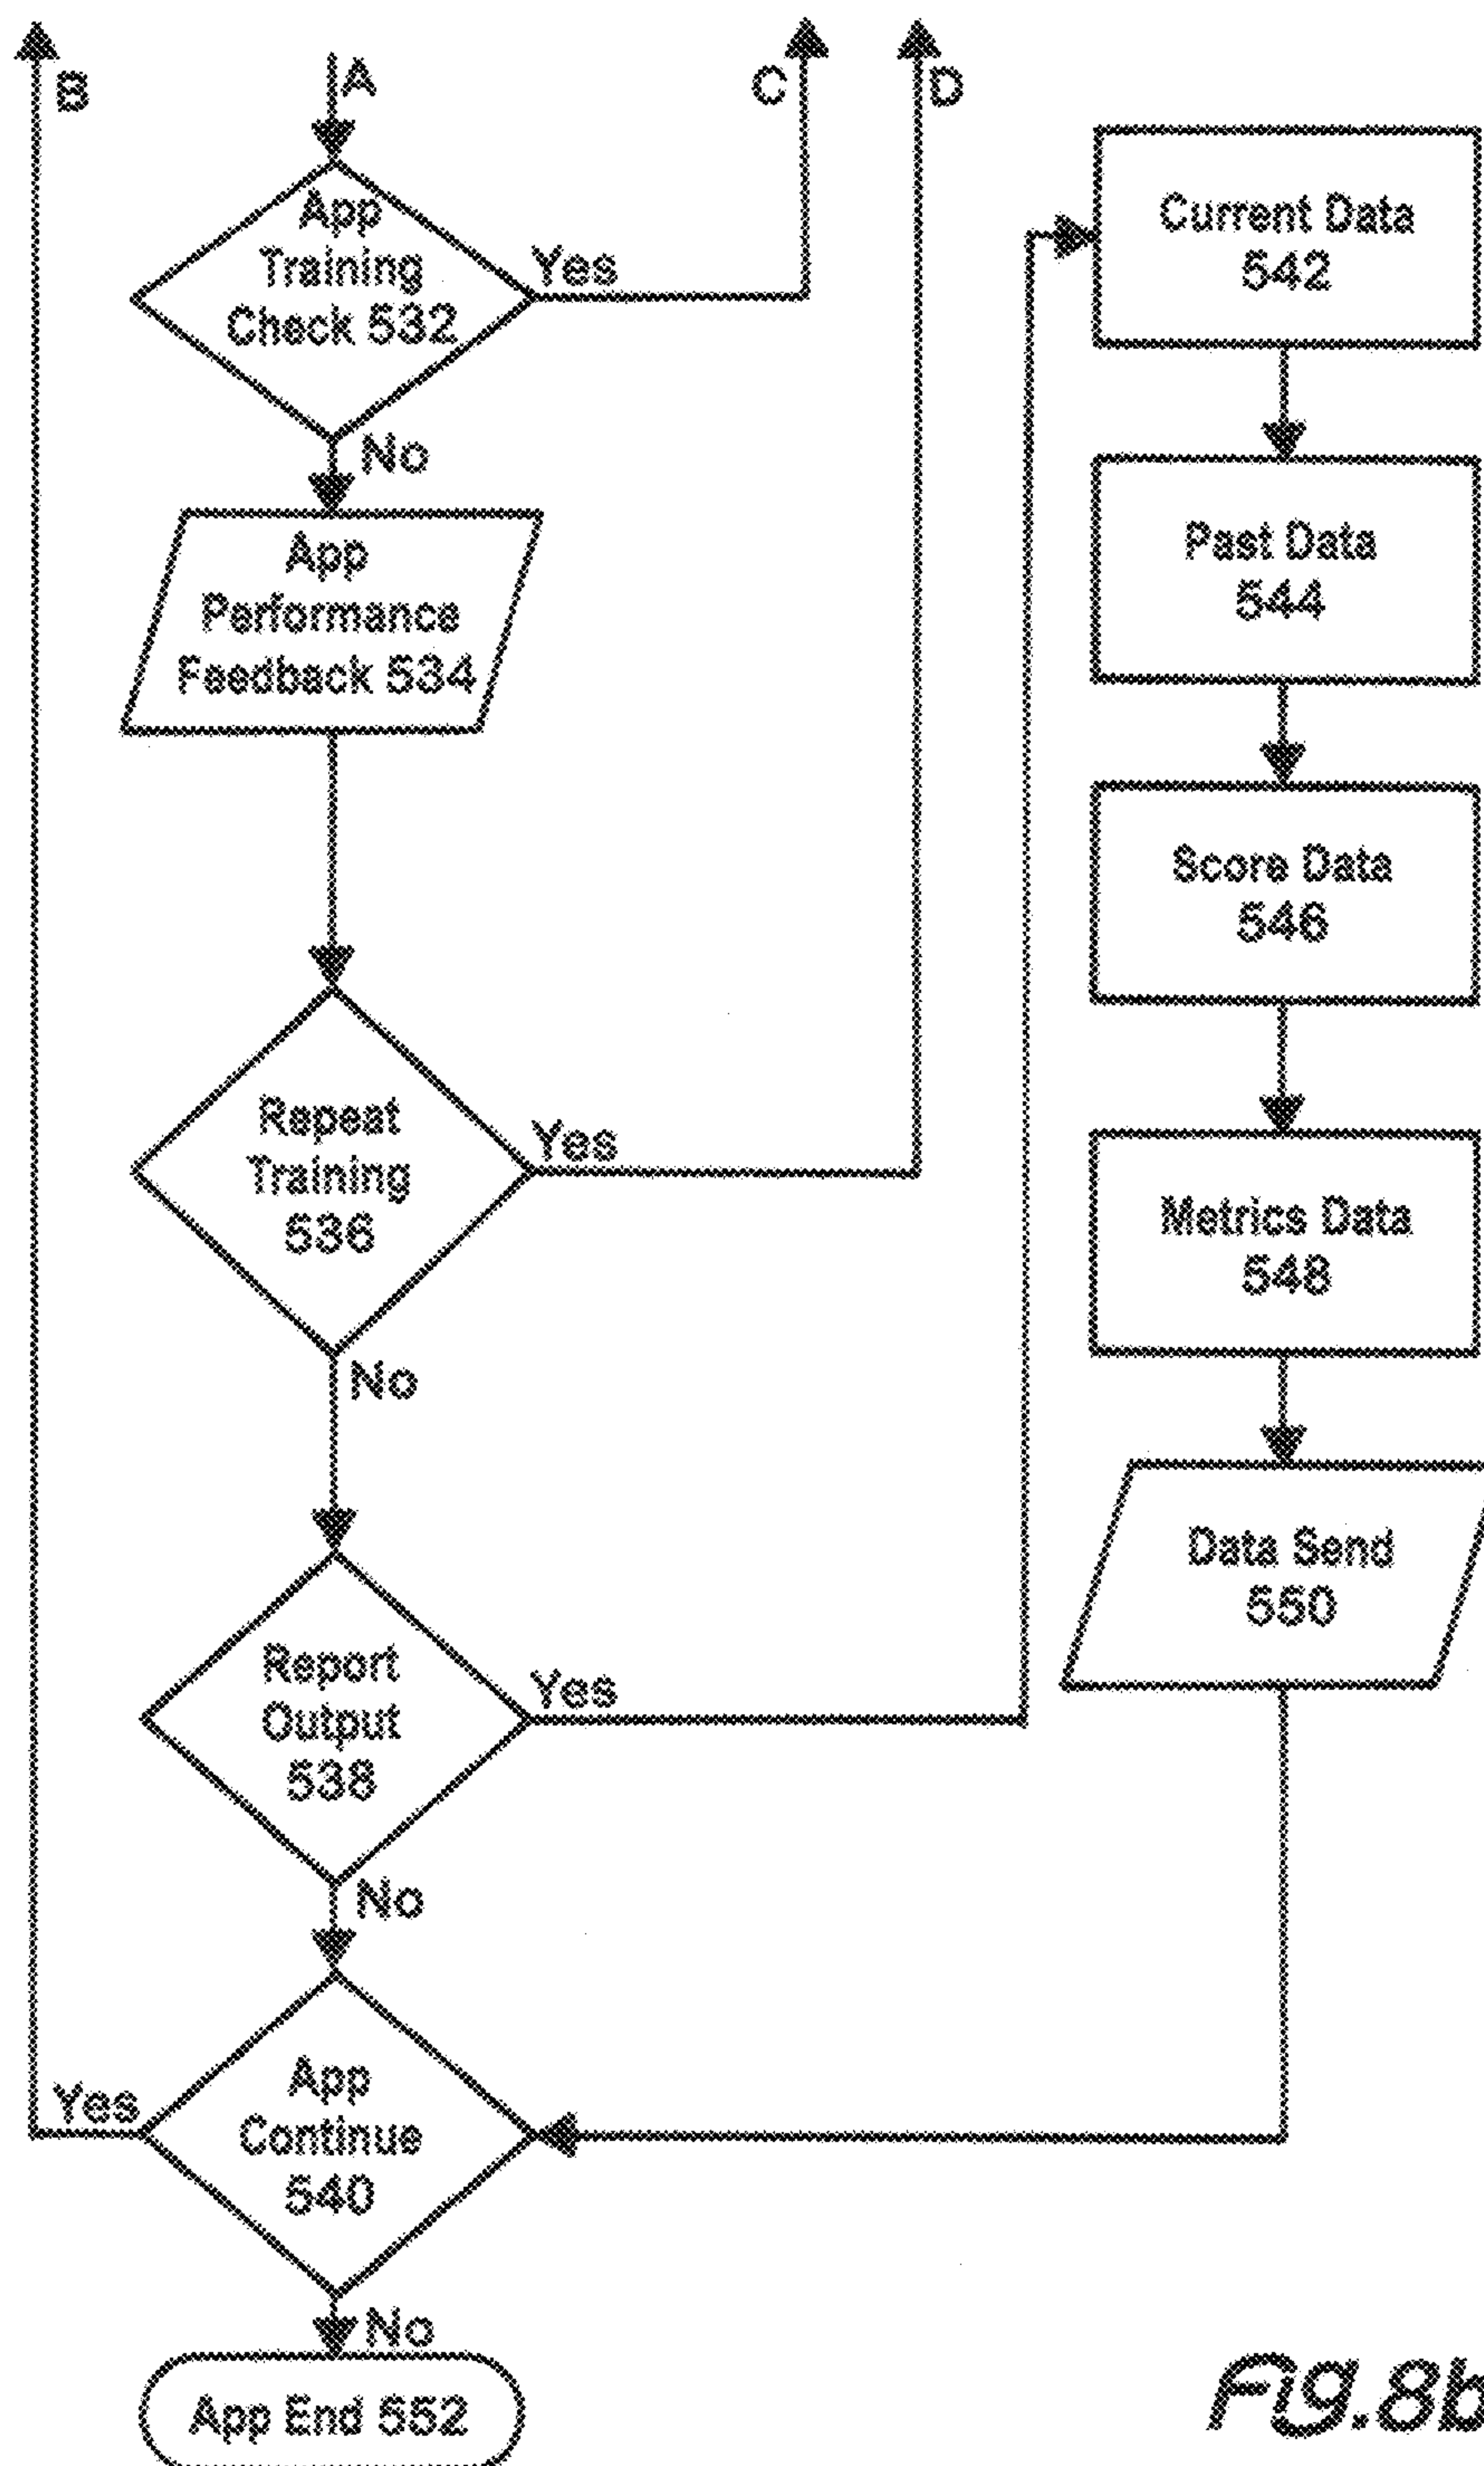 B
A
C
D
App
Training
Check 532
Yes
No
App
Performance
Feedback 534
Repeat
Training
536
Yes
No
Report
Output
538
Yes
No
App
Continue
540
Yes
No
App End 552
Current Data
542
Past Data
544
Score Data
546
Metrics Data
548
Data Send
550
Fig.8b